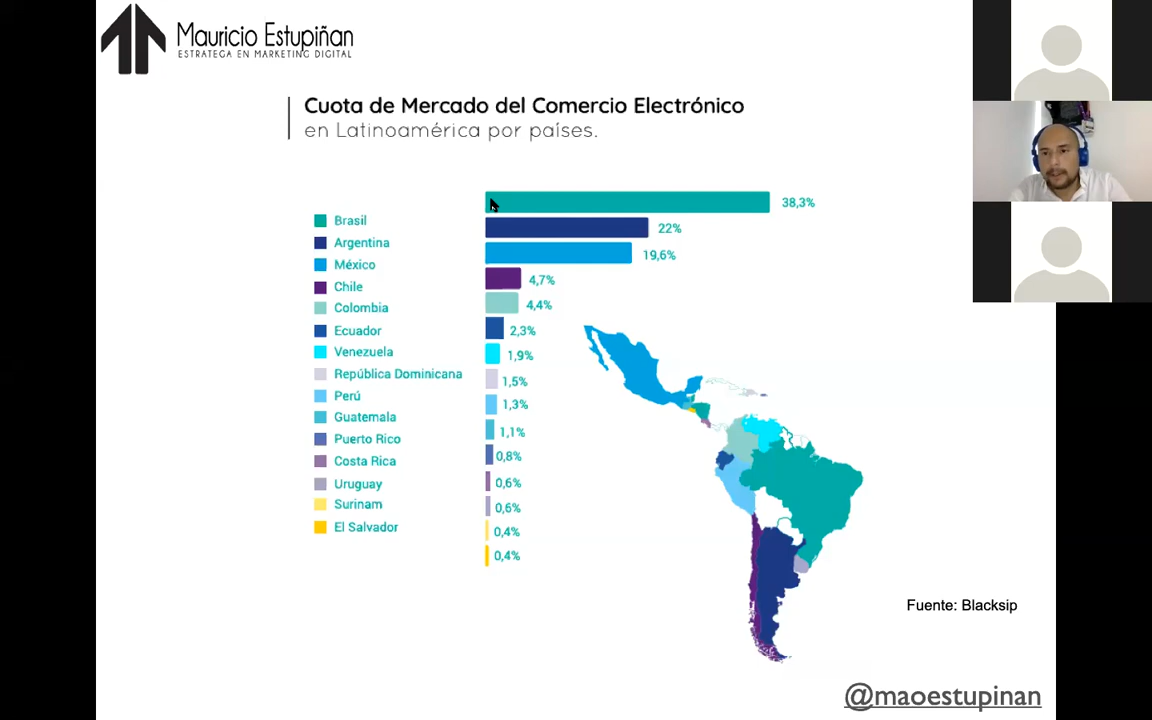 Mauricio Estupiñan
ESTRATEGA EN MARKETING DIGITAL
Cuota de Mercado del Comercio Electrónico
en Latinoamérica por países.
Brasil
Argentina
México
Chile
Colombia
Ecuador
Venezuela
República Dominicana
Perú
Guatemala
Puerto Rico
Costa Rica
Uruguay
Surinam
El Salvador
38,3%
22%
19,6%
4,7%
4,4%
2,3%
1,9%
1,5%
1,3%
1,1%
0,8%
0,6%
0,6%
0,4%
0,4%
Fuente: Blacksip
@maoestupinan